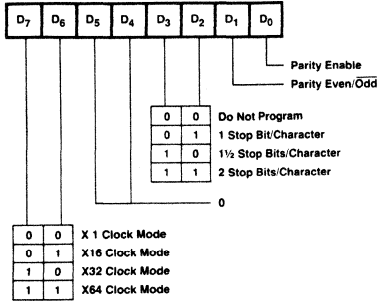 D7 D6 D5 D4 D3 D2 D1 D0
Parity Enable
Parity Even/Odd
0 0 Do Not Program
0 1 1 Stop Bit/Character
1 0 1½ Stop Bits/Character
1 1 2 Stop Bits/Character
0
0 0 X 1 Clock Mode
0 1 X16 Clock Mode
1 0 X32 Clock Mode
1 1 X64 Clock Mode